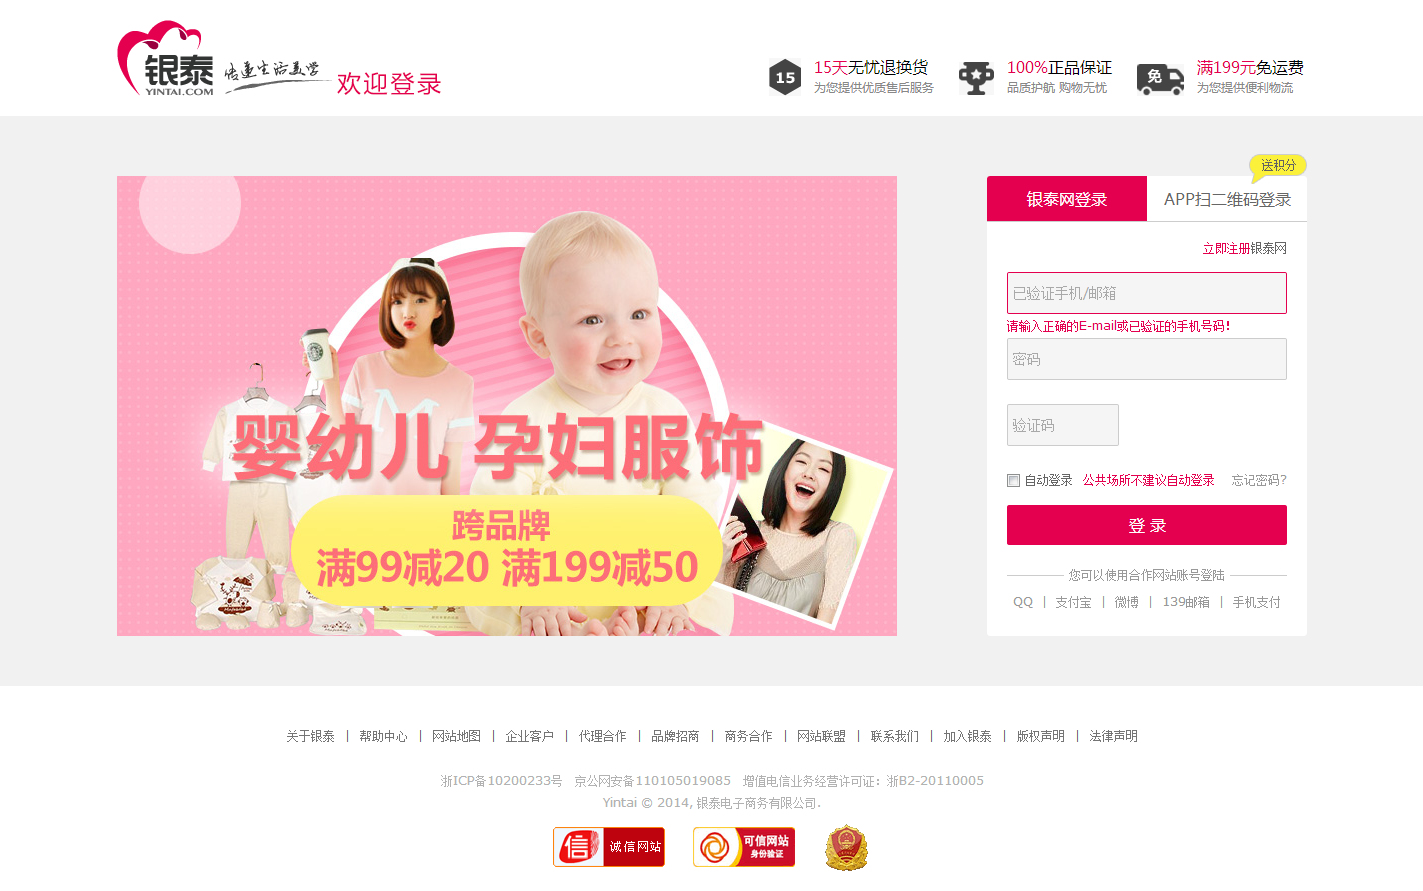 银泰
YINTAI.COM
欢迎登录
15
15天无忧退换货
为您提供优质售后服务
100%正品保证
品质护航 购物无忧
免
满199元免运费
为您提供便利物流
送积分
银泰网登录
APP扫二维码登录
立即注册银泰网
已验证手机/邮箱
请输入正确的E-mail或已验证的手机号码!
密码
验证码
自动登录 公共场所不建议自动登录 忘记密码?
登 录
您可以使用合作网站账号登陆
QQ | 支付宝 | 微博 | 139邮箱 | 手机支付
婴幼儿 孕妇服饰
跨品牌
满99减20 满199减50
关于银泰 | 帮助中心 | 网站地图 | 企业客户 | 代理合作 | 品牌招商 | 商务合作 | 网站联盟 | 联系我们 | 加入银泰 | 版权声明 | 法律声明
浙ICP备10200233号 京公网安备110105019085 增值电信业务经营许可证：浙B2-20110005
Yintai © 2014, 银泰电子商务有限公司.
信 诚信网站
可信网站
身份验证